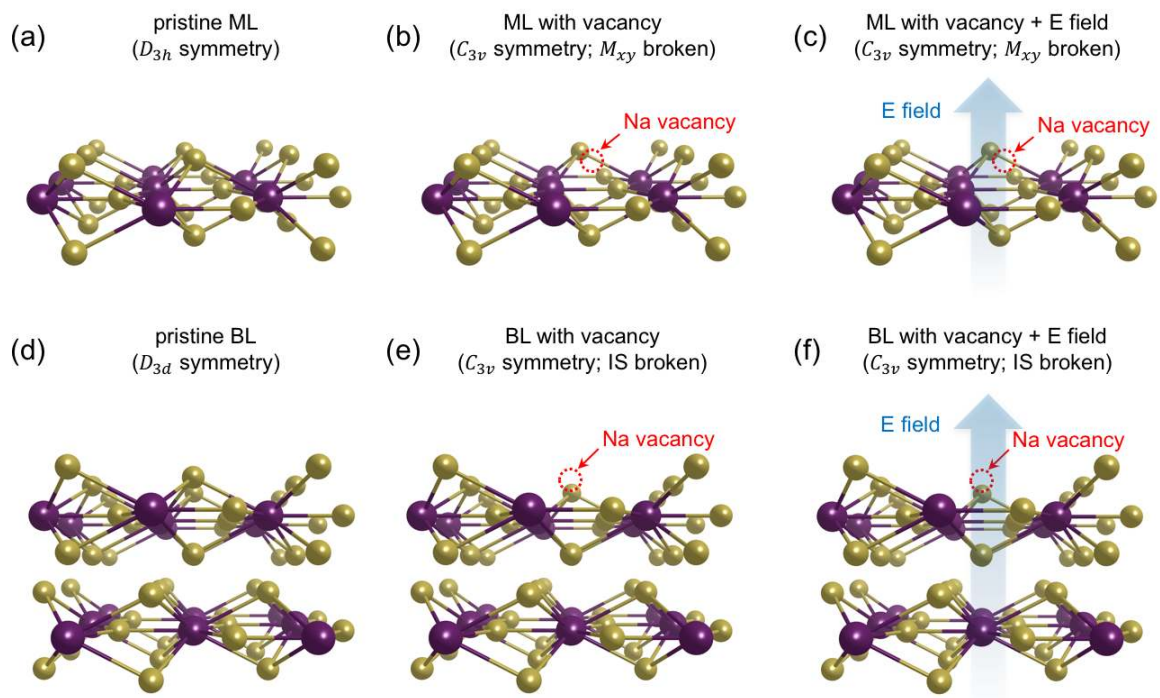 (a)
pristine ML
(D₃ₕ symmetry)
(b)
ML with vacancy
(C₃ᵥ symmetry; Mₓᵧ broken)
Na vacancy
(c)
ML with vacancy + E field
(C₃ᵥ symmetry; Mₓᵧ broken)
E field
Na vacancy
(d)
pristine BL
(D₃d symmetry)
(e)
BL with vacancy
(C₃ᵥ symmetry; IS broken)
Na vacancy
(f)
BL with vacancy + E field
(C₃ᵥ symmetry; IS broken)
E field
Na vacancy